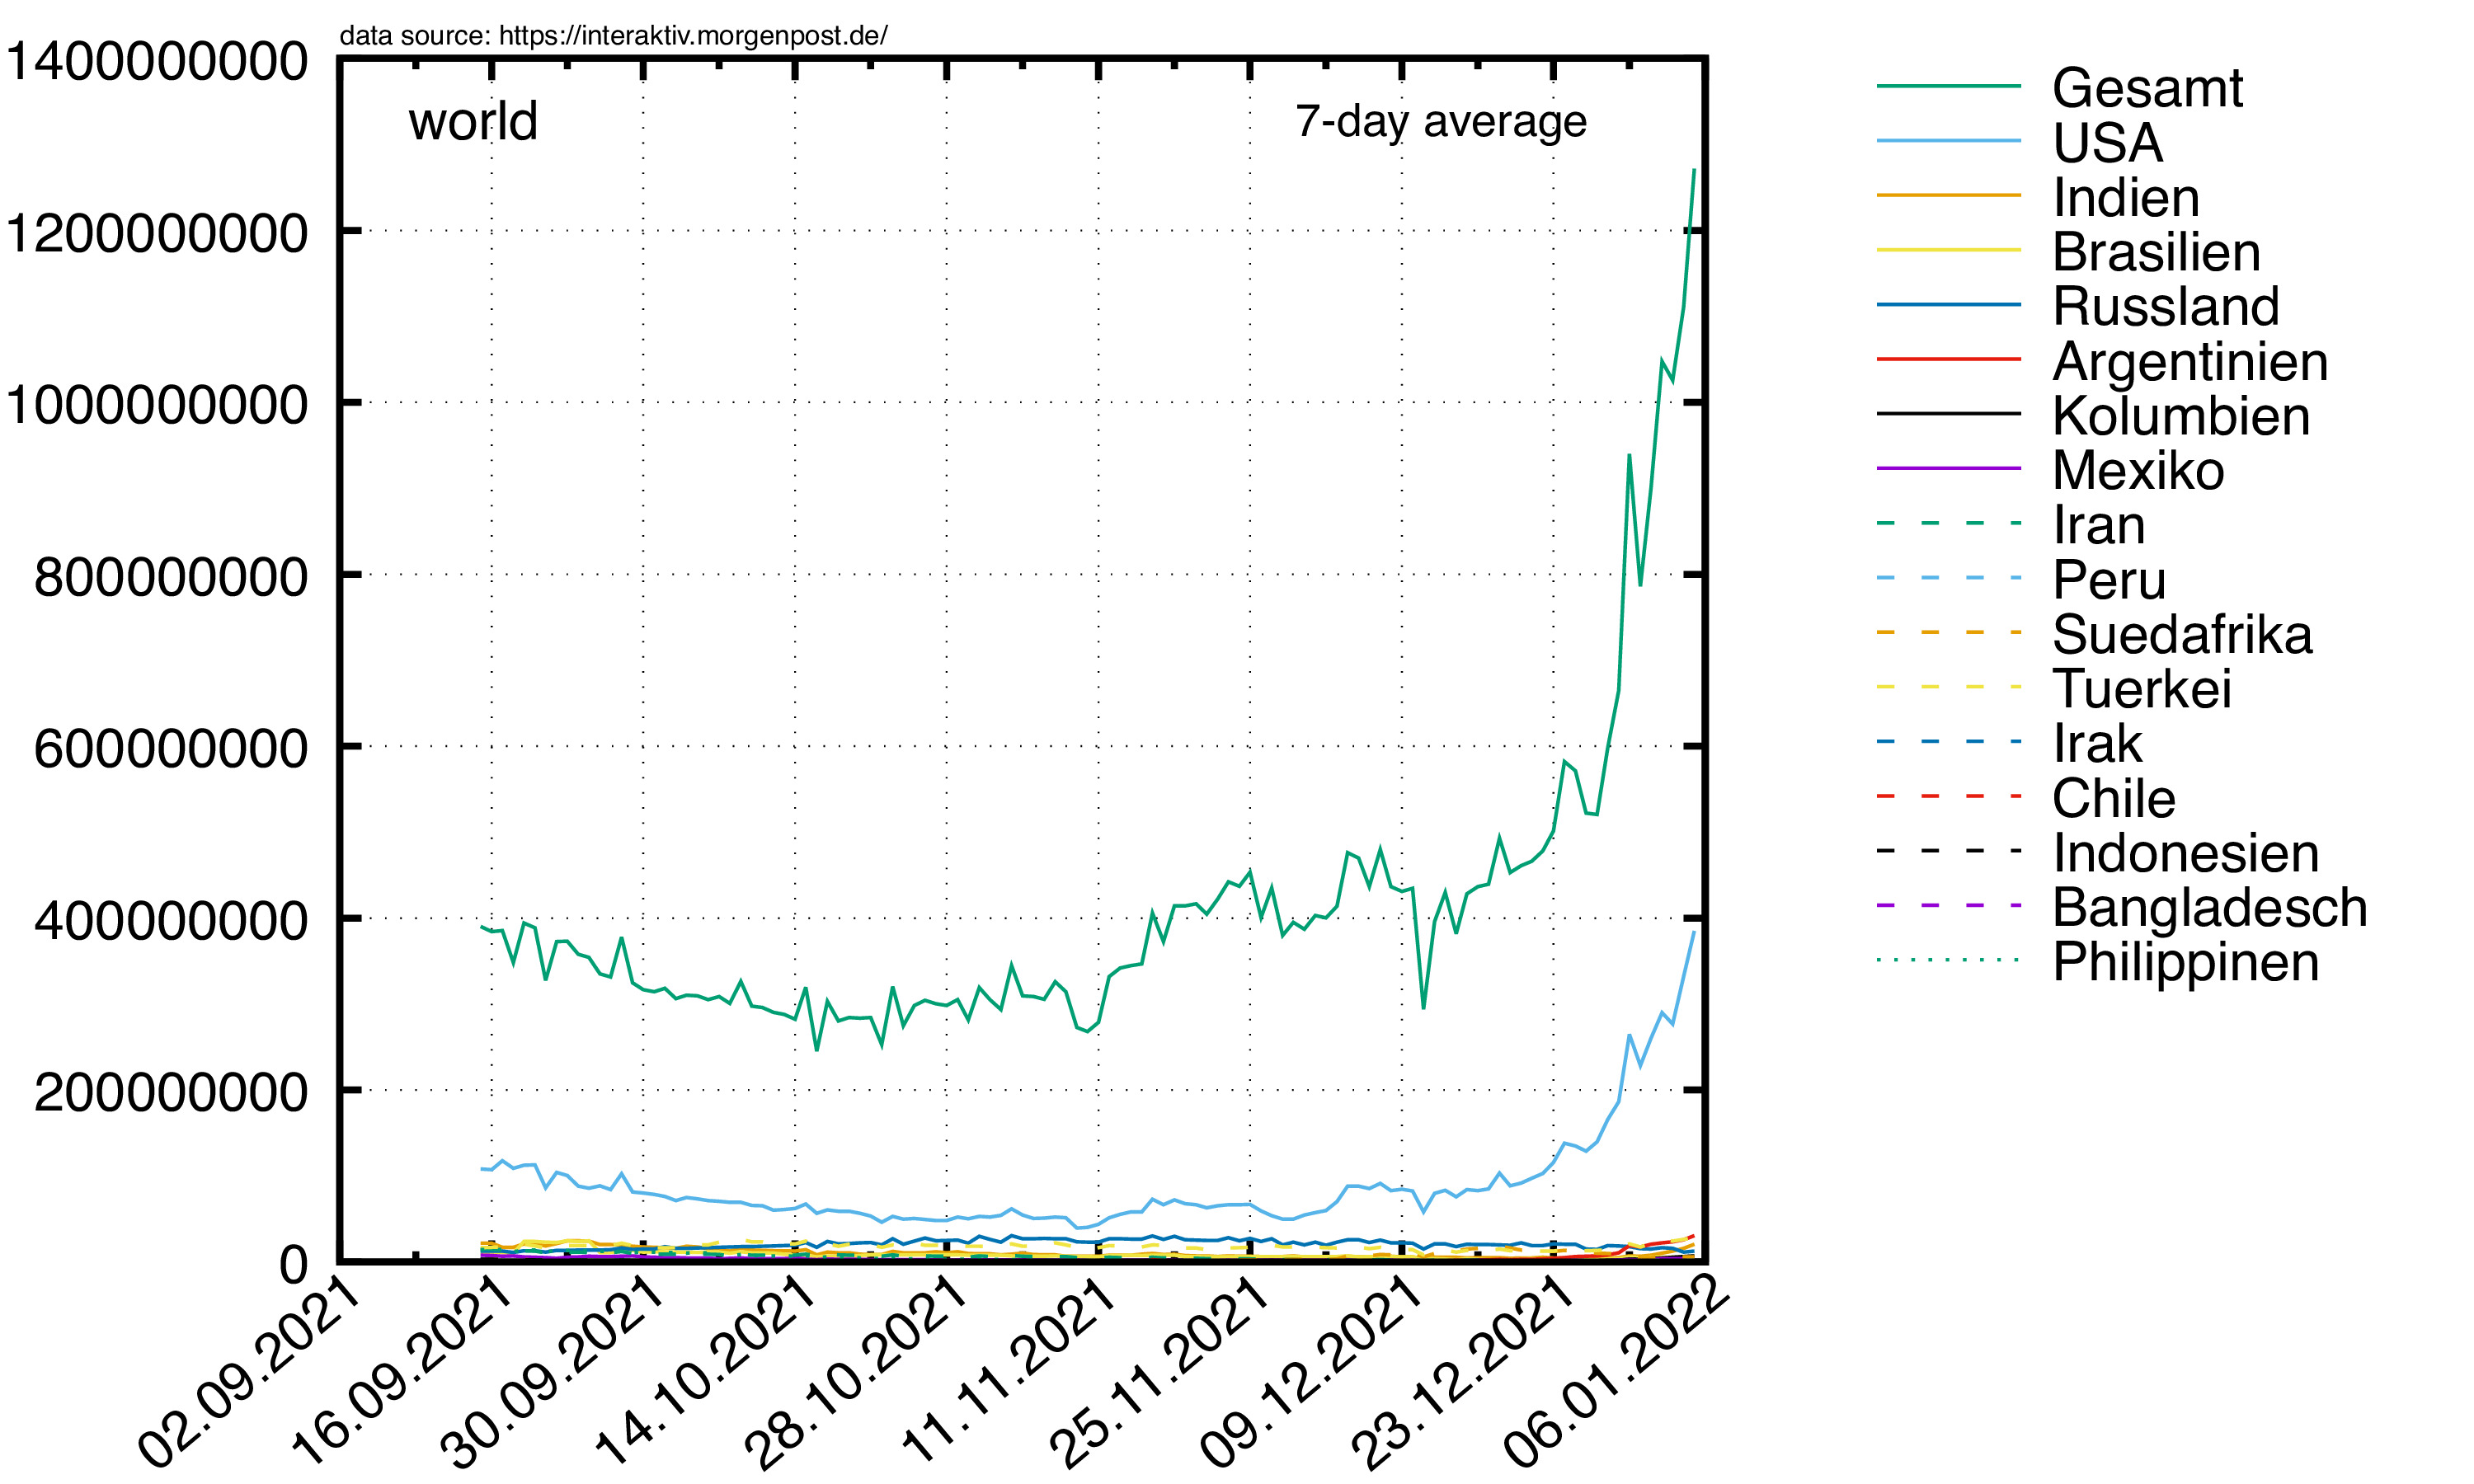 data source: https://interaktiv.morgenpost.de/
world
7-day average
1400000000
1200000000
1000000000
800000000
600000000
400000000
200000000
0
02.09.2021
16.09.2021
30.09.2021
14.10.2021
28.10.2021
11.11.2021
25.11.2021
09.12.2021
23.12.2021
06.01.2022
Gesamt
USA
Indien
Brasilien
Russland
Argentinien
Kolumbien
Mexiko
Iran
Peru
Suedafrika
Tuerkei
Irak
Chile
Indonesien
Bangladesch
Philippinen